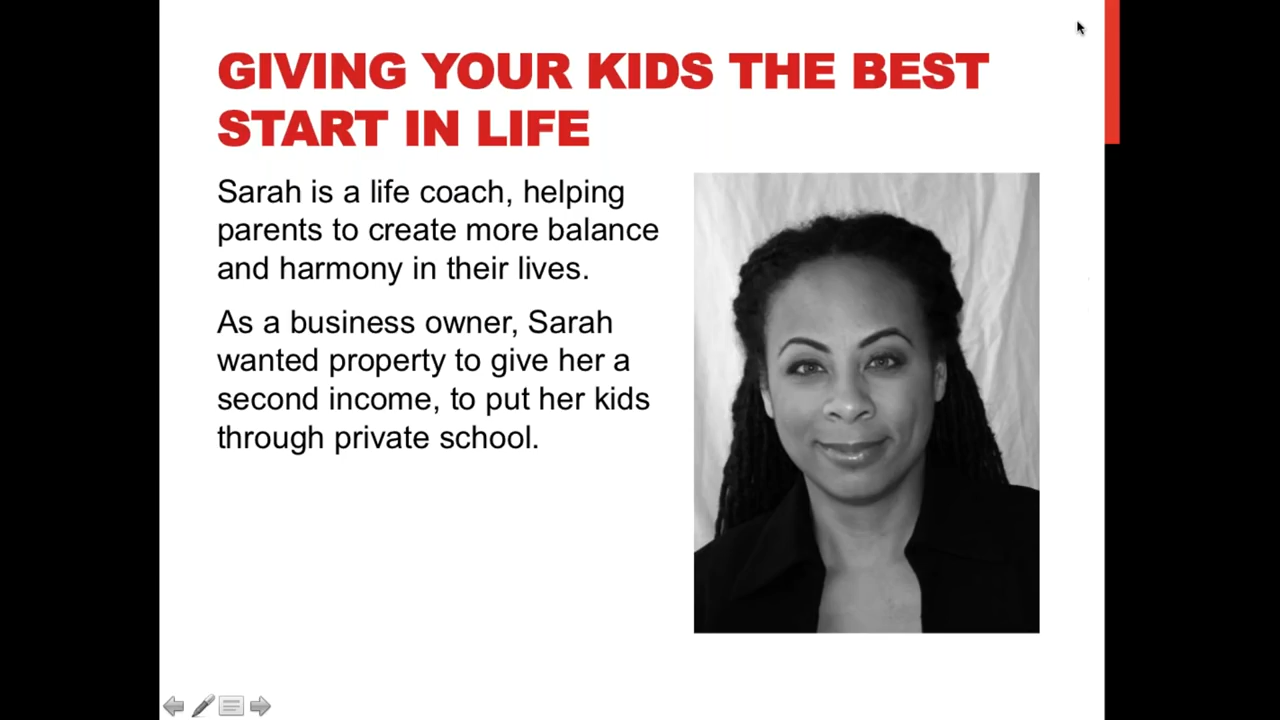 GIVING YOUR KIDS THE BEST
START IN LIFE
Sarah is a life coach, helping
parents to create more balance
and harmony in their lives.
As a business owner, Sarah
wanted property to give her a
second income, to put her kids
through private school.